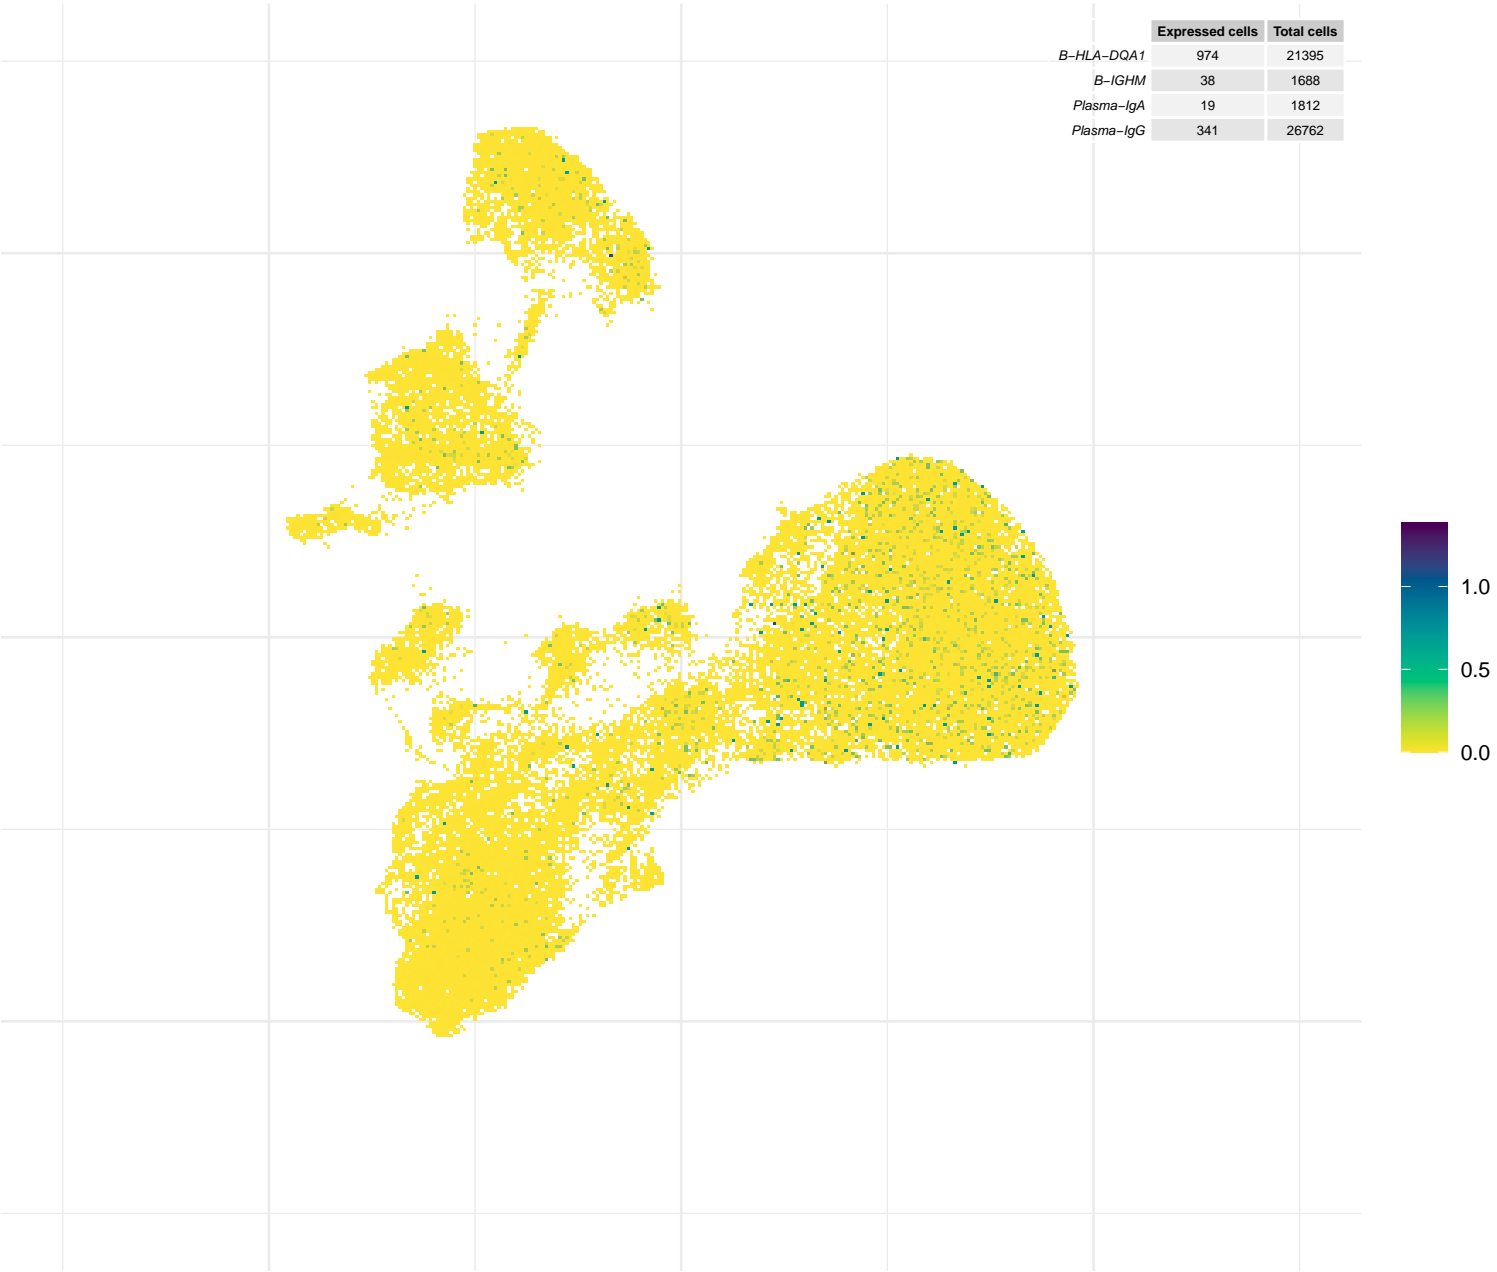 Expressed cells Total cells
B−HLA−DQA1 974 21395
B−IGHM 38 1688
Plasma−IgA 19 1812
Plasma−IgG 341 26762
1.0
0.5
0.0